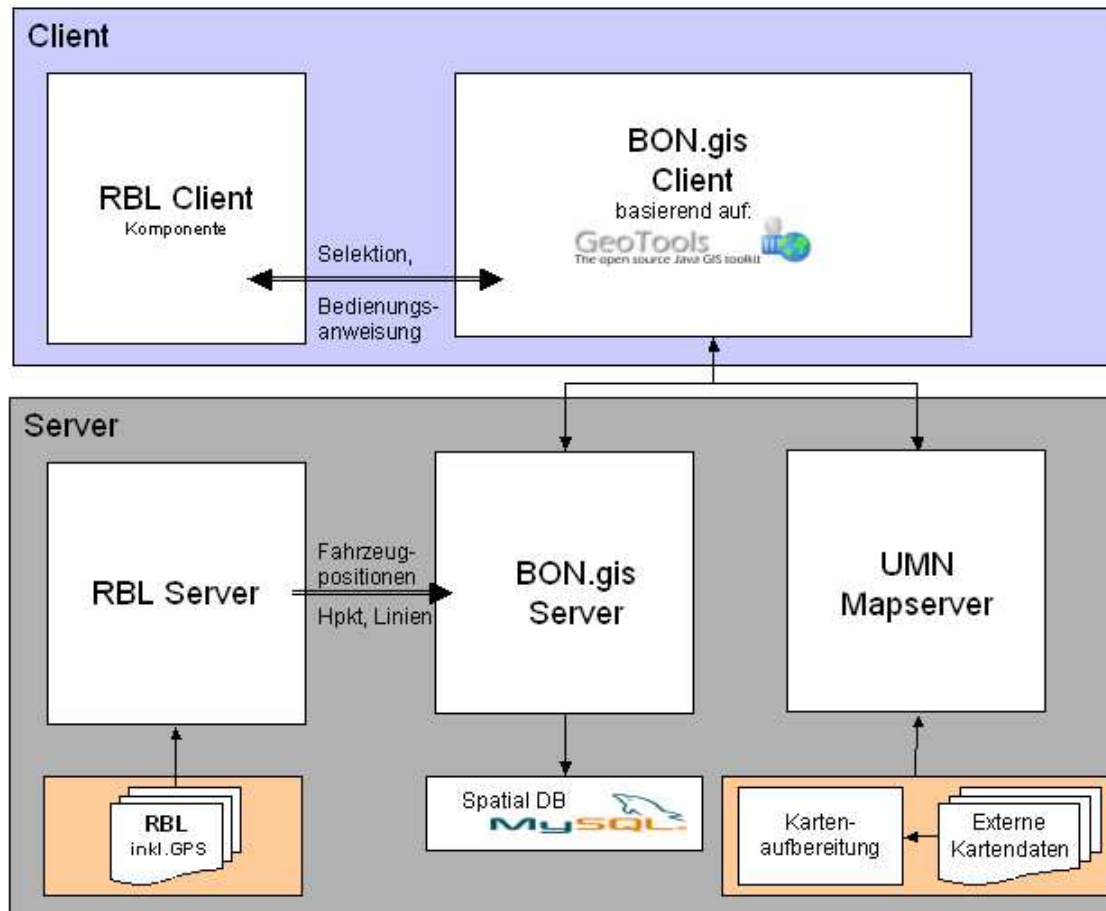 Client
RBL Client
Komponente
Selektion,
Bedienungs-
anweisung
BON.gis
Client
basierend auf:
GeoTools
The open source Java GIS toolkit
Server
RBL Server
Fahrzeug-
positionen
Hpkt, Linien
BON.gis
Server
UMN
Mapserver
RBL
inkl.GPS
Spatial DB
MySQL.
Karten-
aufbereitung
Externe
Kartendaten